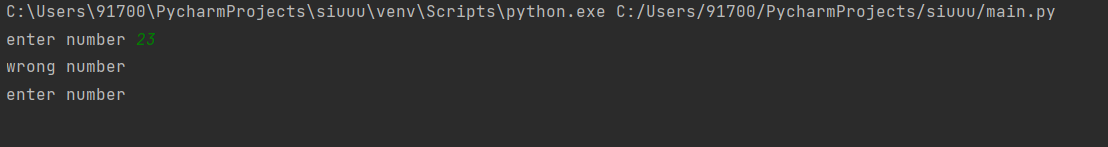 C:\Users\91700\PycharmProjects\siuuu\venv\Scripts\python.exe C:/Users/91700/PycharmProjects/siuuu/main.py
enter number 23
wrong number
enter number